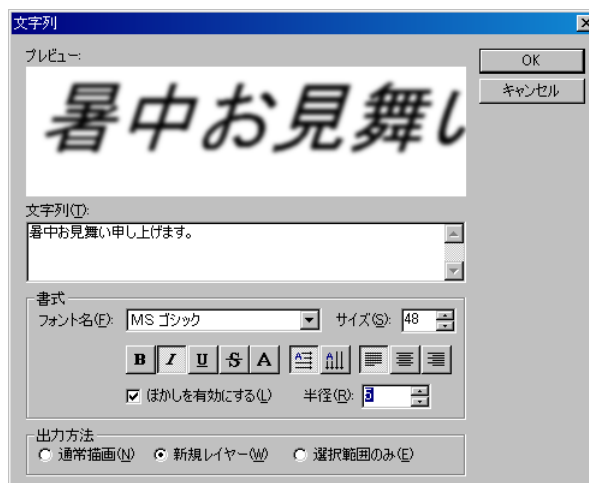 文字列
プレビュー:
OK
キャンセル
暑中お見舞い
文字列(T):
暑中お見舞い申し上げます。
書式
フォント名(F): MS ゴシック サイズ(S): 48
B I U S A A A
ぼかしを有効にする(L) 半径(R): 5
出力方法
通常描画(N) 新規レイヤー(W) 選択範囲のみ(E)